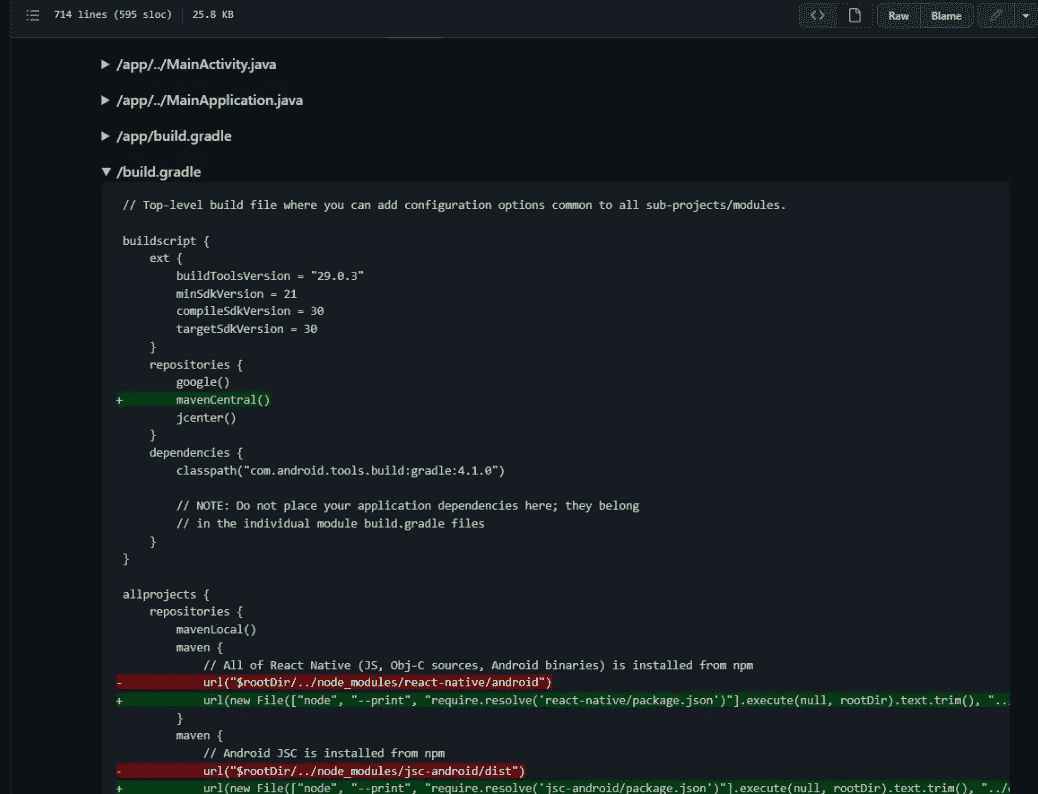 714 lines (595 sloc) 25.8 KB Raw Blame
/app/../MainActivity.java
/app/../MainApplication.java
/app/build.gradle
/build.gradle
// Top-level build file where you can add configuration options common to all sub-projects/modules.
buildscript {
ext {
buildToolsVersion = "29.0.3"
minSdkVersion = 21
compileSdkVersion = 30
targetSdkVersion = 30
}
repositories {
google()
+ mavenCentral()
jcenter()
}
dependencies {
classpath("com.android.tools.build:gradle:4.1.0")
// NOTE: Do not place your application dependencies here; they belong
// in the individual module build.gradle files
}
}
allprojects {
repositories {
mavenLocal()
maven {
// All of React Native (JS, Obj-C sources, Android binaries) is installed from npm
- url("$rootDir/../node_modules/react-native/android")
+ url(new File(["node", "--print", "require.resolve('react-native/package.json')"].execute(null, rootDir).text.trim(), "..
}
maven {
// Android JSC is installed from npm
- url("$rootDir/../node_modules/jsc-android/dist")
+ url(new File(["node", "--print", "require.resolve('jsc-android/package.json')"].execute(null, rootDir).text.trim(), "../